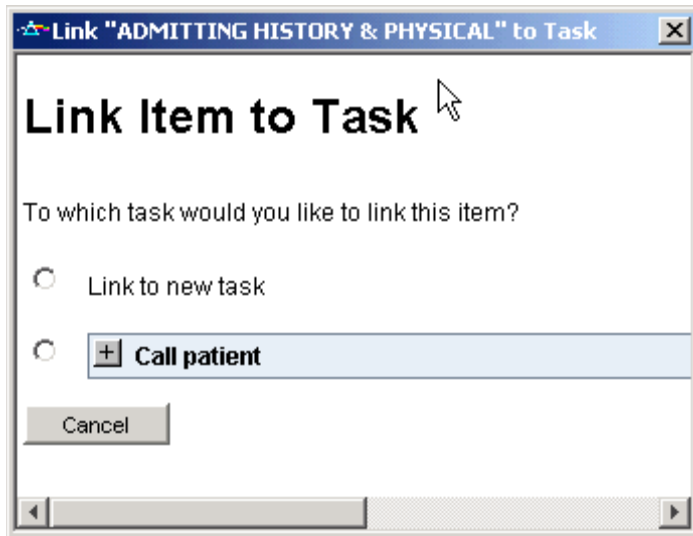 Link "ADMITTING HISTORY & PHYSICAL" to Task
Link Item to Task
To which task would you like to link this item?
Link to new task
Call patient
Cancel